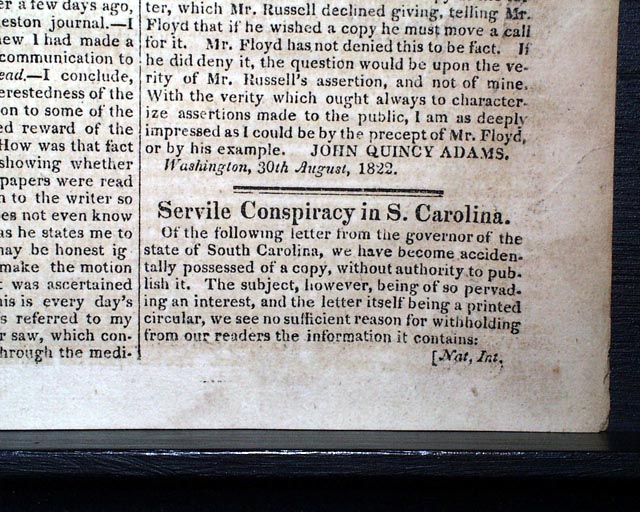 er a few days ago,
eston journal.—I
new I had made a
communication to
ead.—I conclude,
erestedness of the
on to some of the
ed reward of the
How was that fact
showing whether
papers were read
n to the writer so
es not even know
as he states me to
may be honest ig
make the motion
t was ascertained
his is every day's
s referred to my
r saw, which con-
hrough the medi-
ter, which Mr. Russell declined giving, telling Mr.
Floyd that if he wished a copy he must move a call
for it. Mr. Floyd has not denied this to be fact. If
he did deny it, the question would be upon the ve-
rity of Mr. Russell's assertion, and not of mine.
With the verity which ought always to character-
ize assertions made to the public, I am as deeply
impressed as I could be by the precept of Mr. Floyd,
or by his example. JOHN QUINCY ADAMS.
Washington, 30th August, 1822.
Servile Conspiracy in S. Carolina.
Of the following letter from the governor of the
state of South Carolina, we have become acciden-
tally possessed of a copy, without authority to pub-
lish it. The subject, however, being of so pervad-
ing an interest, and the letter itself being a printed
circular, we see no sufficient reason for withholding
from our readers the information it contains:
[Nat. Int.